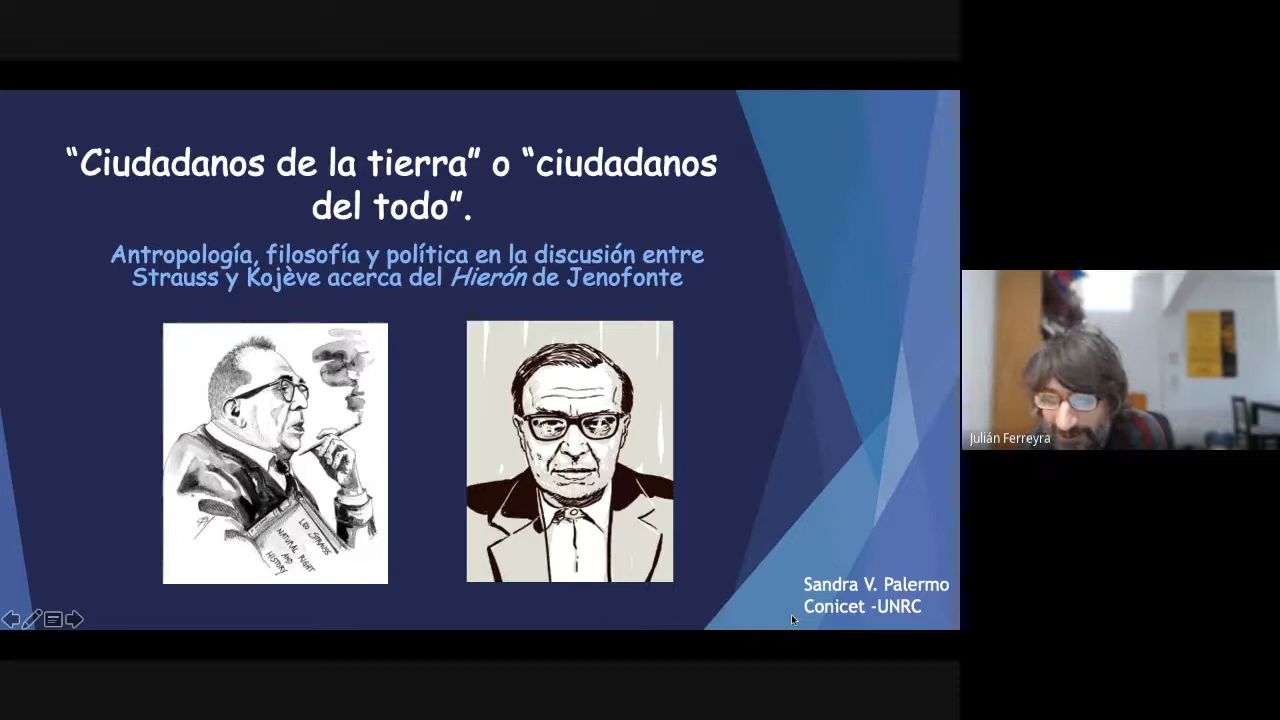 “Ciudadanos de la tierra” o “ciudadanos
del todo”.
Antropología, filosofía y política en la discusión entre
Strauss y Kojève acerca del Hierón de Jenofonte
LEO STRAUSS
NATURAL RIGHT
AND
HISTORY
Sandra V. Palermo
Conicet -UNRC
Julián Ferreyra